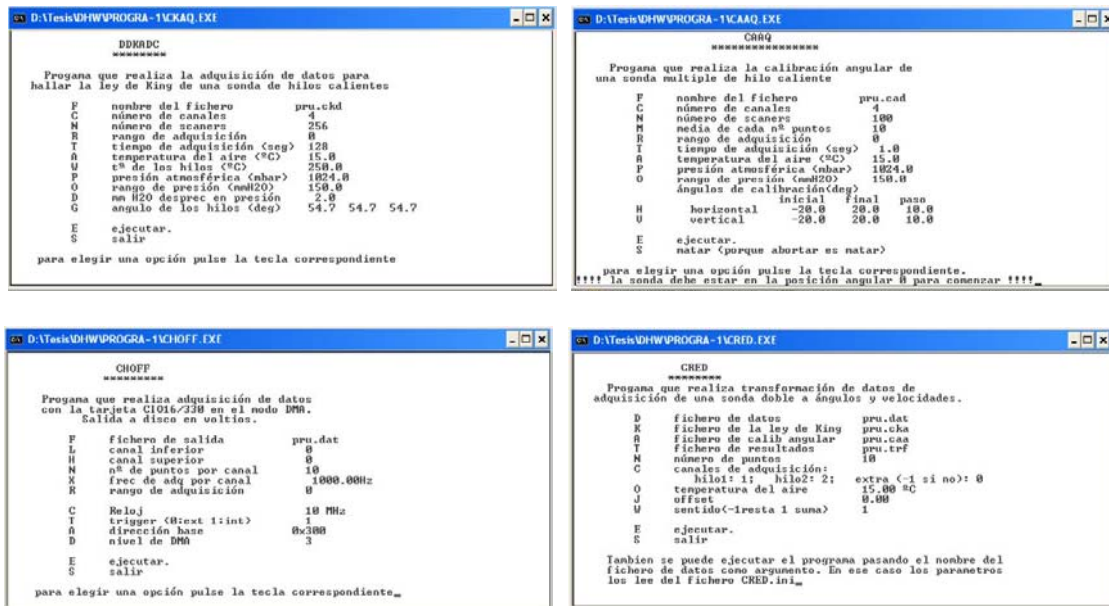 D:\Tesis\DHW\PROGRA~1\CKAQ.EXE
DDKADC
********
Progama que realiza la adquisición de datos para
hallar la ley de King de una sonda de hilos calientes
F nombre del fichero pru.ckd
C número de canales 4
N número de scaners 256
R rango de adquisición 0
T tiempo de adquisición (seg) 128
A temperatura del aire (ºC) 15.0
W tª de los hilos (ºC) 250.0
P presión atmosférica (mbar) 1024.0
O rango de presión (mmH2O) 150.0
D mm H2O desprec en presión 2.0
G angulo de los hilos (deg) 54.7 54.7 54.7
E ejecutar.
S salir
para elegir una opción pulse la tecla correspondiente
D:\Tesis\DHW\PROGRA~1\CAAQ.EXE
CAAQ
****************
Progama que realiza la calibración angular de
una sonda multiple de hilo caliente
F nombre del fichero pru.cad
C número de canales 4
N número de scaners 100
M media de cada nº puntos 10
R rango de adquisición 0
T tiempo de adquisición (seg) 1.0
A temperatura del aire (ºC) 15.0
P presión atmosférica (mbar) 1024.0
O rango de presión (mmH2O) 150.0
ángulos de calibración(deg)
inicial final paso
H horizontal -20.0 20.0 10.0
V vertical -20.0 20.0 10.0
E ejecutar.
S matar (porque abortar es matar)
para elegir una opción pulse la tecla correspondiente.
!!!! la sonda debe estar en la posición angular 0 para comenzar !!!!_
D:\Tesis\DHW\PROGRA~1\CHOFF.EXE
CHOFF
*********
Progama que realiza adquisición de datos
con la tarjeta CIO16/330 en el modo DMA.
Salida a disco en voltios.
F fichero de salida pru.dat
L canal inferior 0
H canal superior 0
N nº de puntos por canal 10
X frec de adq por canal 1000.00Hz
R rango de adquisición 0
C Reloj 10 MHz
T trigger (0:ext 1:int) 1
A dirección base 0x300
D nivel de DMA 3
E ejecutar.
S salir
para elegir una opción pulse la tecla correspondiente_
D:\Tesis\DHW\PROGRA~1\CRED.EXE
CRED
********
Progama que realiza transformación de datos de
adquisición de una sonda doble a ángulos y velocidades.
D fichero de datos pru.dat
K fichero de la ley de King pru.cka
A fichero de calib angular pru.caa
T fichero de resultados pru.trf
N número de puntos 10
C canales de adquisición:
hilo1: 1; hilo2: 2; extra (-1 si no): 0
O temperatura del aire 15.00 ºC
J offset 0.00
W sentido(-1resta 1 suma) 1
E ejecutar.
S salir
Tambien se puede ejecutar el programa pasando el nombre del
fichero de datos como argumento. En ese caso los parametros
los lee del fichero CRED.ini_